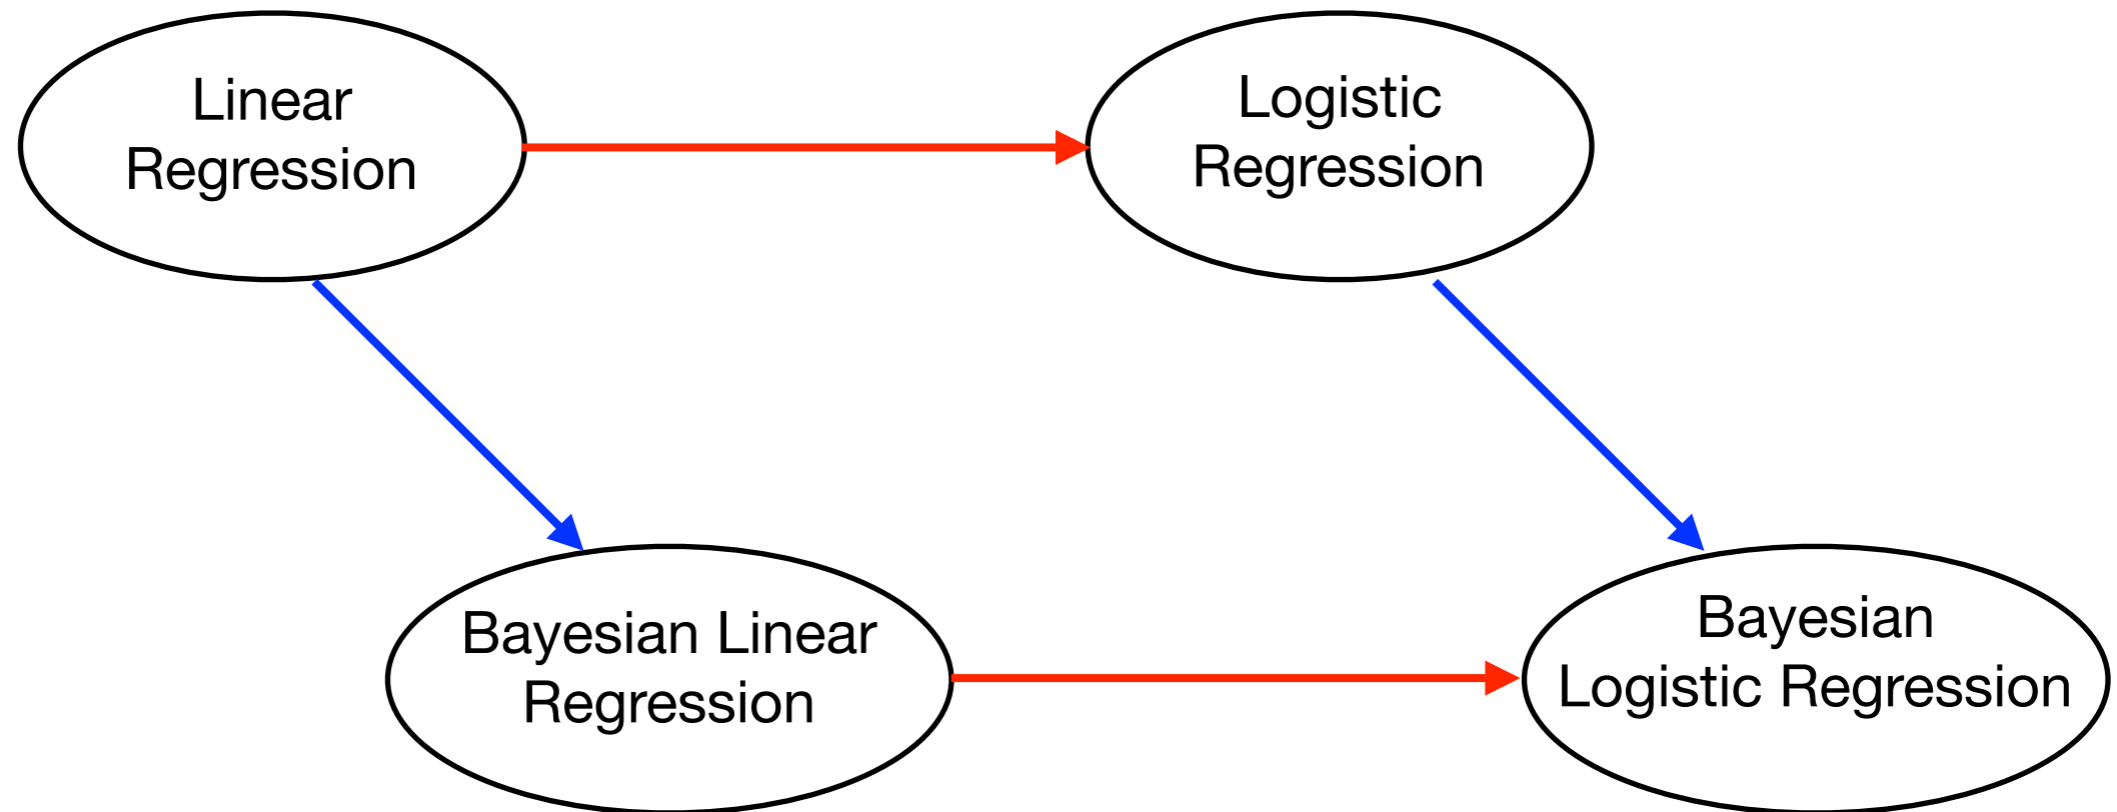 Linear
Regression
Logistic
Regression
Bayesian Linear
Regression
Bayesian
Logistic Regression